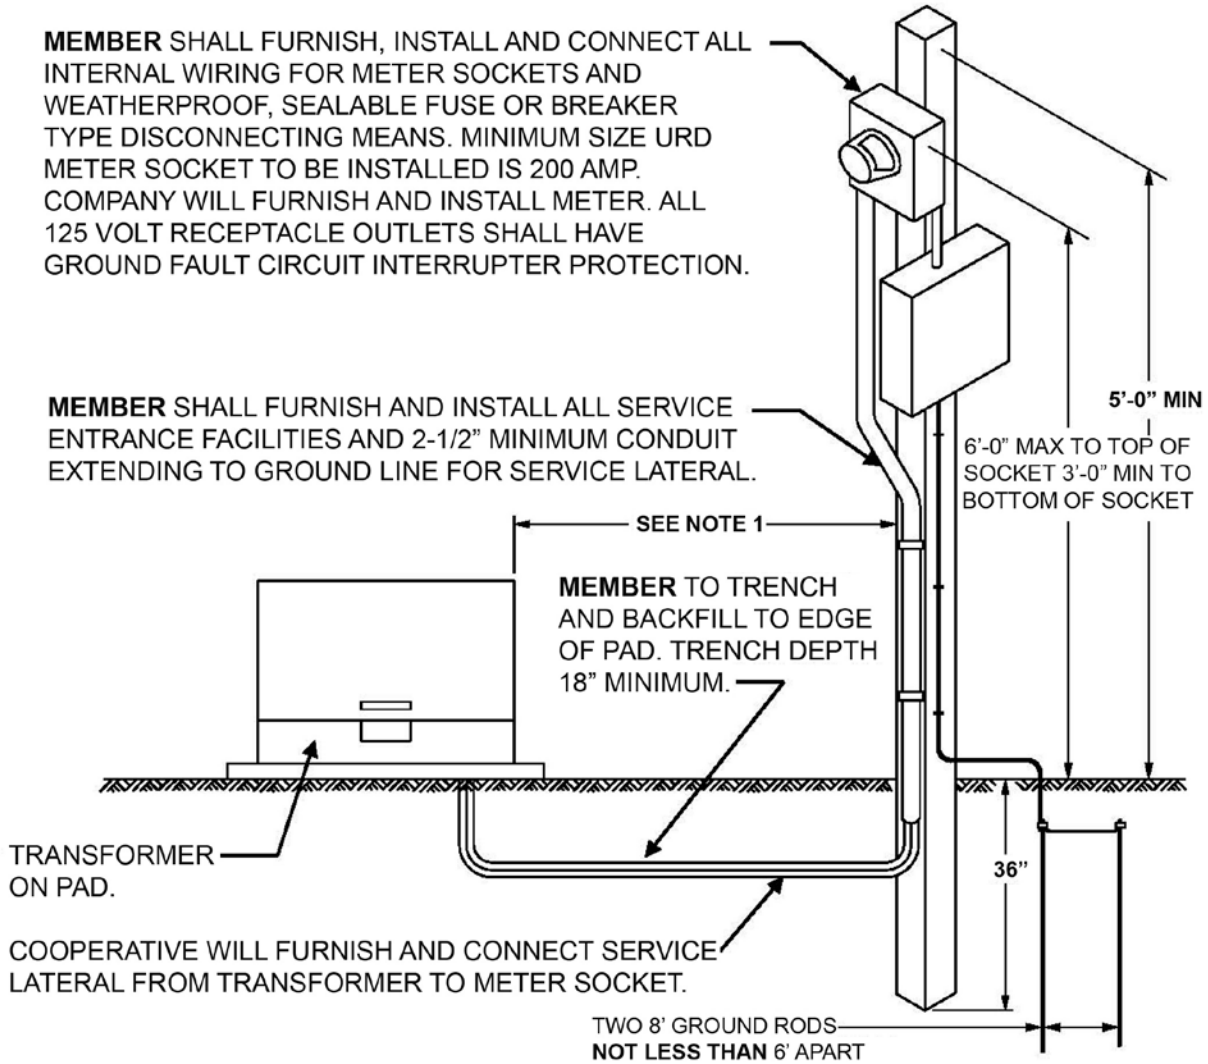 MEMBER SHALL FURNISH, INSTALL AND CONNECT ALL
INTERNAL WIRING FOR METER SOCKETS AND
WEATHERPROOF, SEALABLE FUSE OR BREAKER
TYPE DISCONNECTING MEANS. MINIMUM SIZE URD
METER SOCKET TO BE INSTALLED IS 200 AMP.
COMPANY WILL FURNISH AND INSTALL METER. ALL
125 VOLT RECEPTACLE OUTLETS SHALL HAVE
GROUND FAULT CIRCUIT INTERRUPTER PROTECTION.
MEMBER SHALL FURNISH AND INSTALL ALL SERVICE
ENTRANCE FACILITIES AND 2-1/2” MINIMUM CONDUIT
EXTENDING TO GROUND LINE FOR SERVICE LATERAL.
5’-0” MIN
6’-0” MAX TO TOP OF
SOCKET 3’-0” MIN TO
BOTTOM OF SOCKET
SEE NOTE 1
MEMBER TO TRENCH
AND BACKFILL TO EDGE
OF PAD. TRENCH DEPTH
18” MINIMUM.
TRANSFORMER
ON PAD.
36”
COOPERATIVE WILL FURNISH AND CONNECT SERVICE
LATERAL FROM TRANSFORMER TO METER SOCKET.
TWO 8’ GROUND RODS
NOT LESS THAN 6’ APART